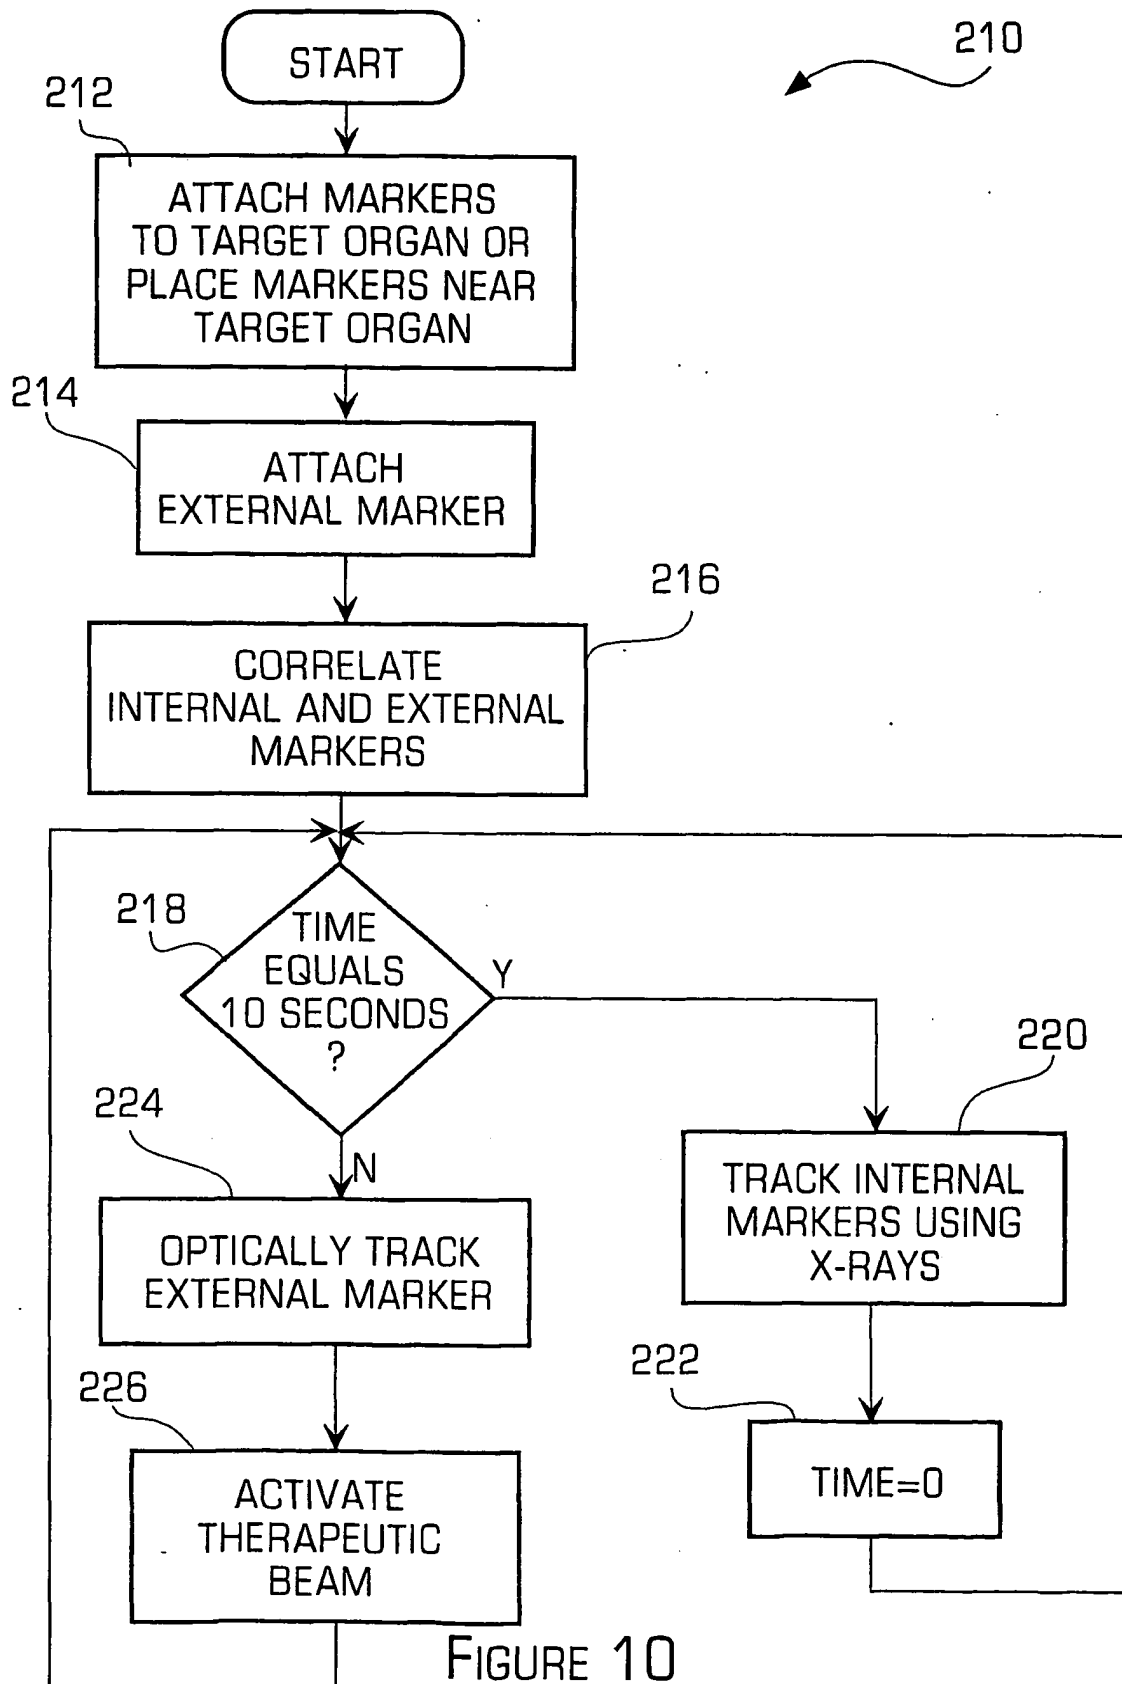 START
210
212
ATTACH MARKERS
TO TARGET ORGAN OR
PLACE MARKERS NEAR
TARGET ORGAN
214
ATTACH
EXTERNAL MARKER
216
CORRELATE
INTERNAL AND EXTERNAL
MARKERS
218
TIME
EQUALS
10 SECONDS
?
Y
N
220
TRACK INTERNAL
MARKERS USING
X-RAYS
224
OPTICALLY TRACK
EXTERNAL MARKER
222
TIME=0
226
ACTIVATE
THERAPEUTIC
BEAM
FIGURE 10